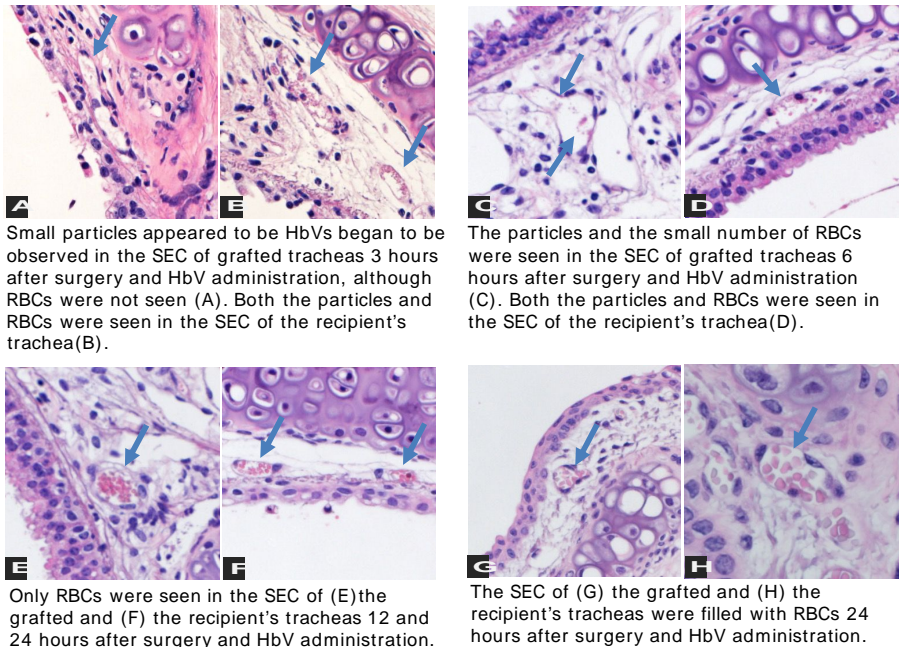 A
B
Small particles appeared to be HbVs began to be
observed in the SEC of grafted tracheas 3 hours
after surgery and HbV administration, although
RBCs were not seen (A). Both the particles and
RBCs were seen in the SEC of the recipient's
trachea(B).
C
D
The particles and the small number of RBCs
were seen in the SEC of grafted tracheas 6
hours after surgery and HbV administration
(C). Both the particles and RBCs were seen in
the SEC of the recipient's trachea(D).
E
F
Only RBCs were seen in the SEC of (E)the
grafted and (F) the recipient's tracheas 12 and
24 hours after surgery and HbV administration.
G
H
The SEC of (G) the grafted and (H) the
recipient's tracheas were filled with RBCs 24
hours after surgery and HbV administration.